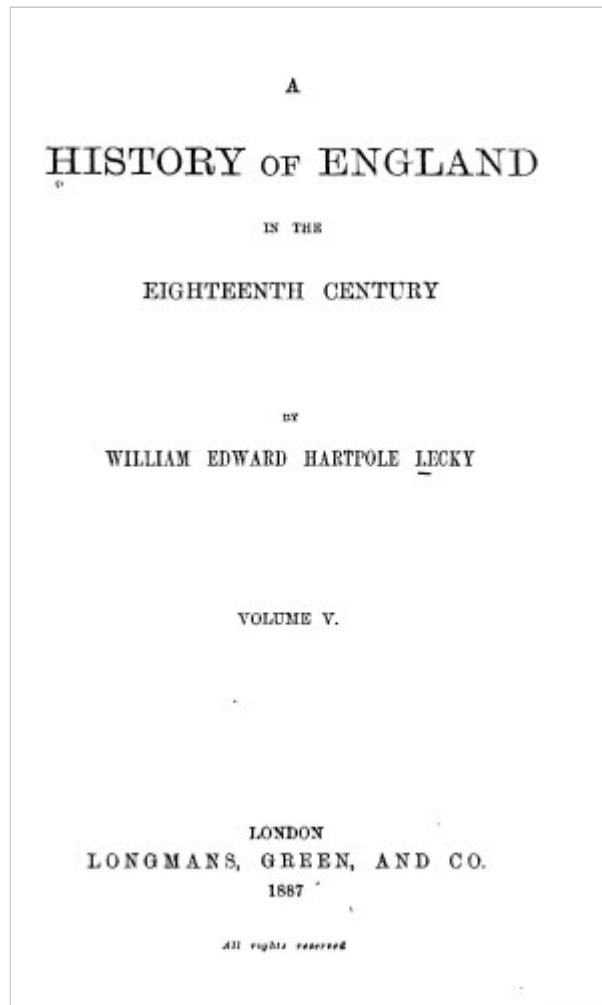 A
HISTORY OF ENGLAND
IN THE
EIGHTEENTH CENTURY
BY
WILLIAM EDWARD HARTPOLE LECKY
VOLUME V.
LONDON
LONGMANS, GREEN, AND CO.
1887
All rights reserved